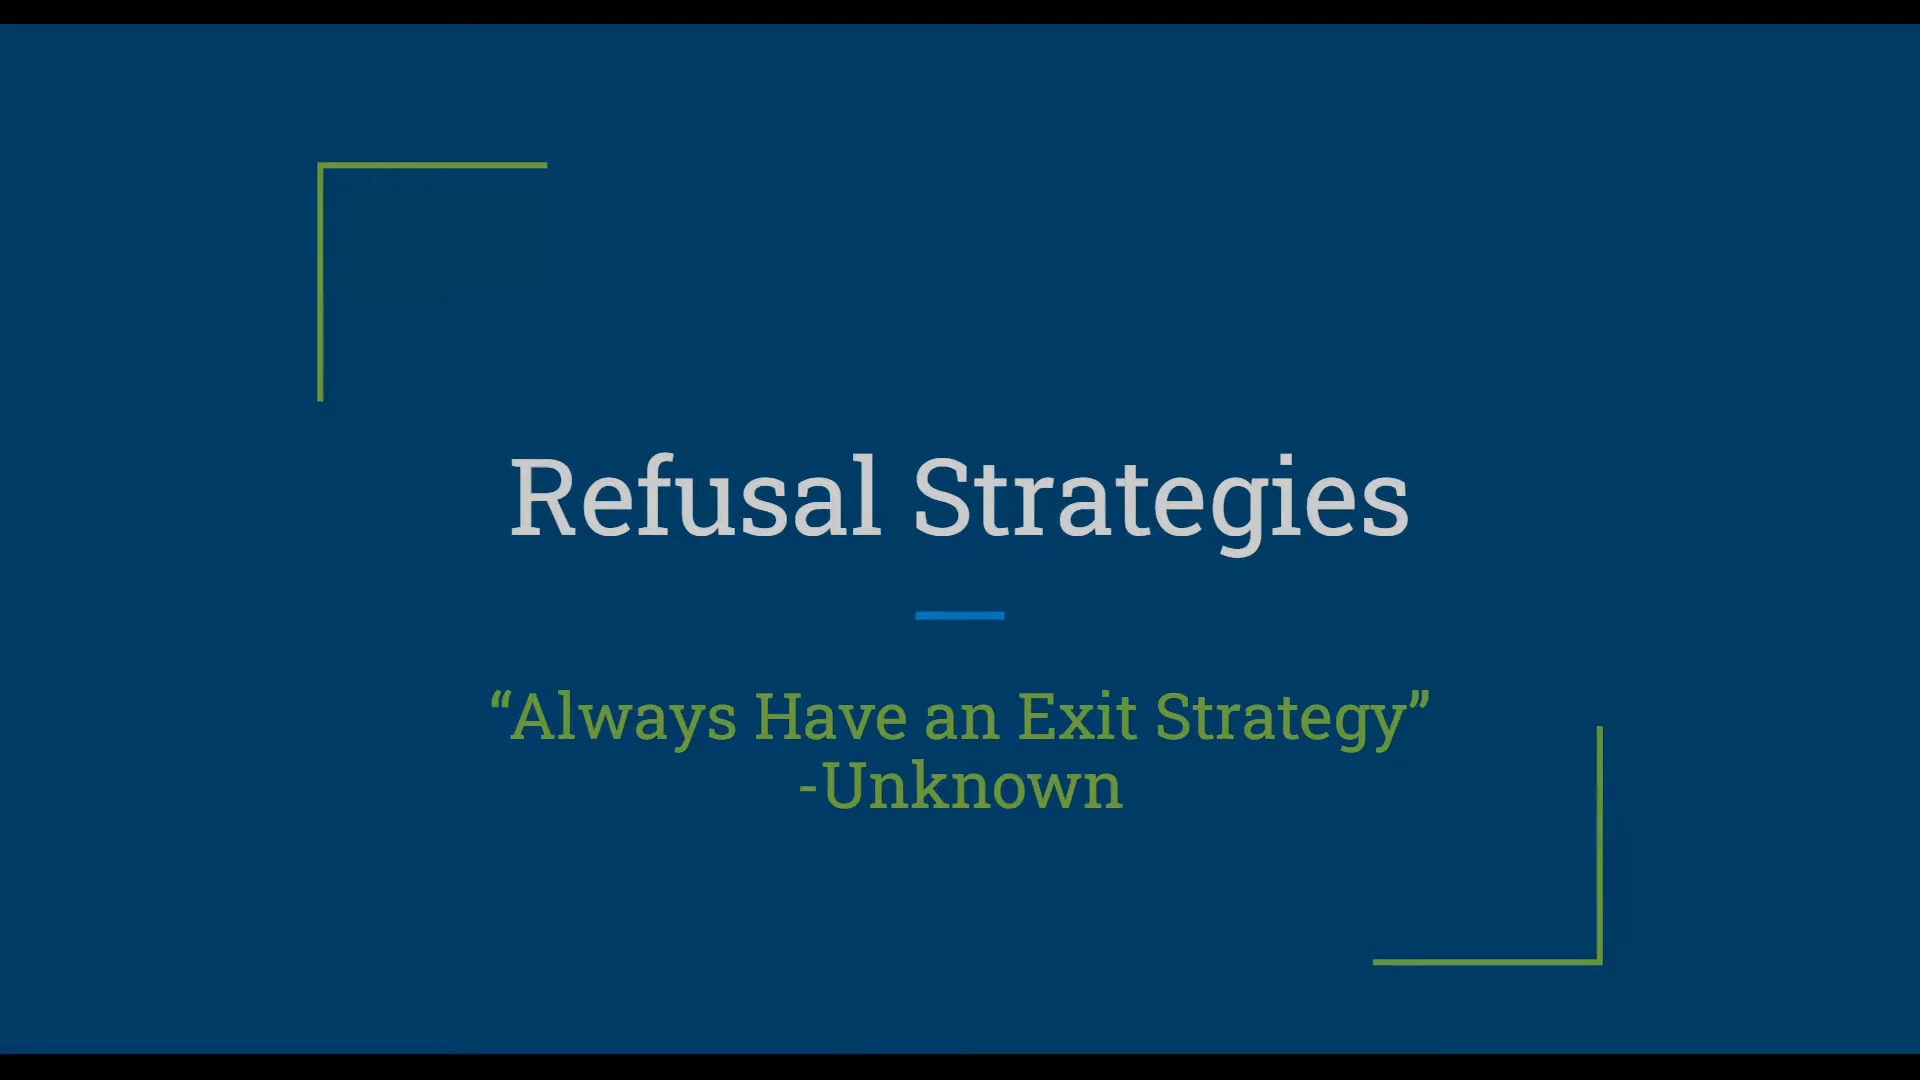 Refusal Strategies
“Always Have an Exit Strategy”
-Unknown